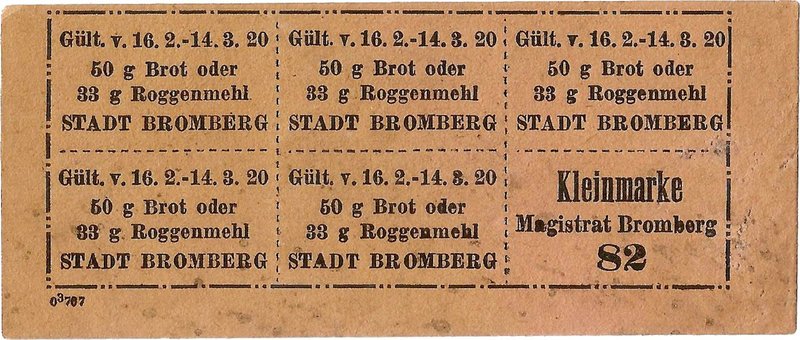 Gült. v. 16. 2.-14. 3. 20
50 g Brot oder
33 g Roggenmehl
STADT BROMBERG
Gült. v. 16. 2.-14. 3. 20
50 g Brot oder
33 g Roggenmehl
STADT BROMBERG
Gült. v. 16. 2.-14. 3. 20
50 g Brot oder
33 g Roggenmehl
STADT BROMBERG
Gült. v. 16. 2.-14. 3. 20
50 g Brot oder
33 g Roggenmehl
STADT BROMBERG
Gült. v. 16. 2.-14. 3. 20
50 g Brot oder
33 g Roggenmehl
STADT BROMBERG
Kleinmarke
Magistrat Bromberg
82
03707